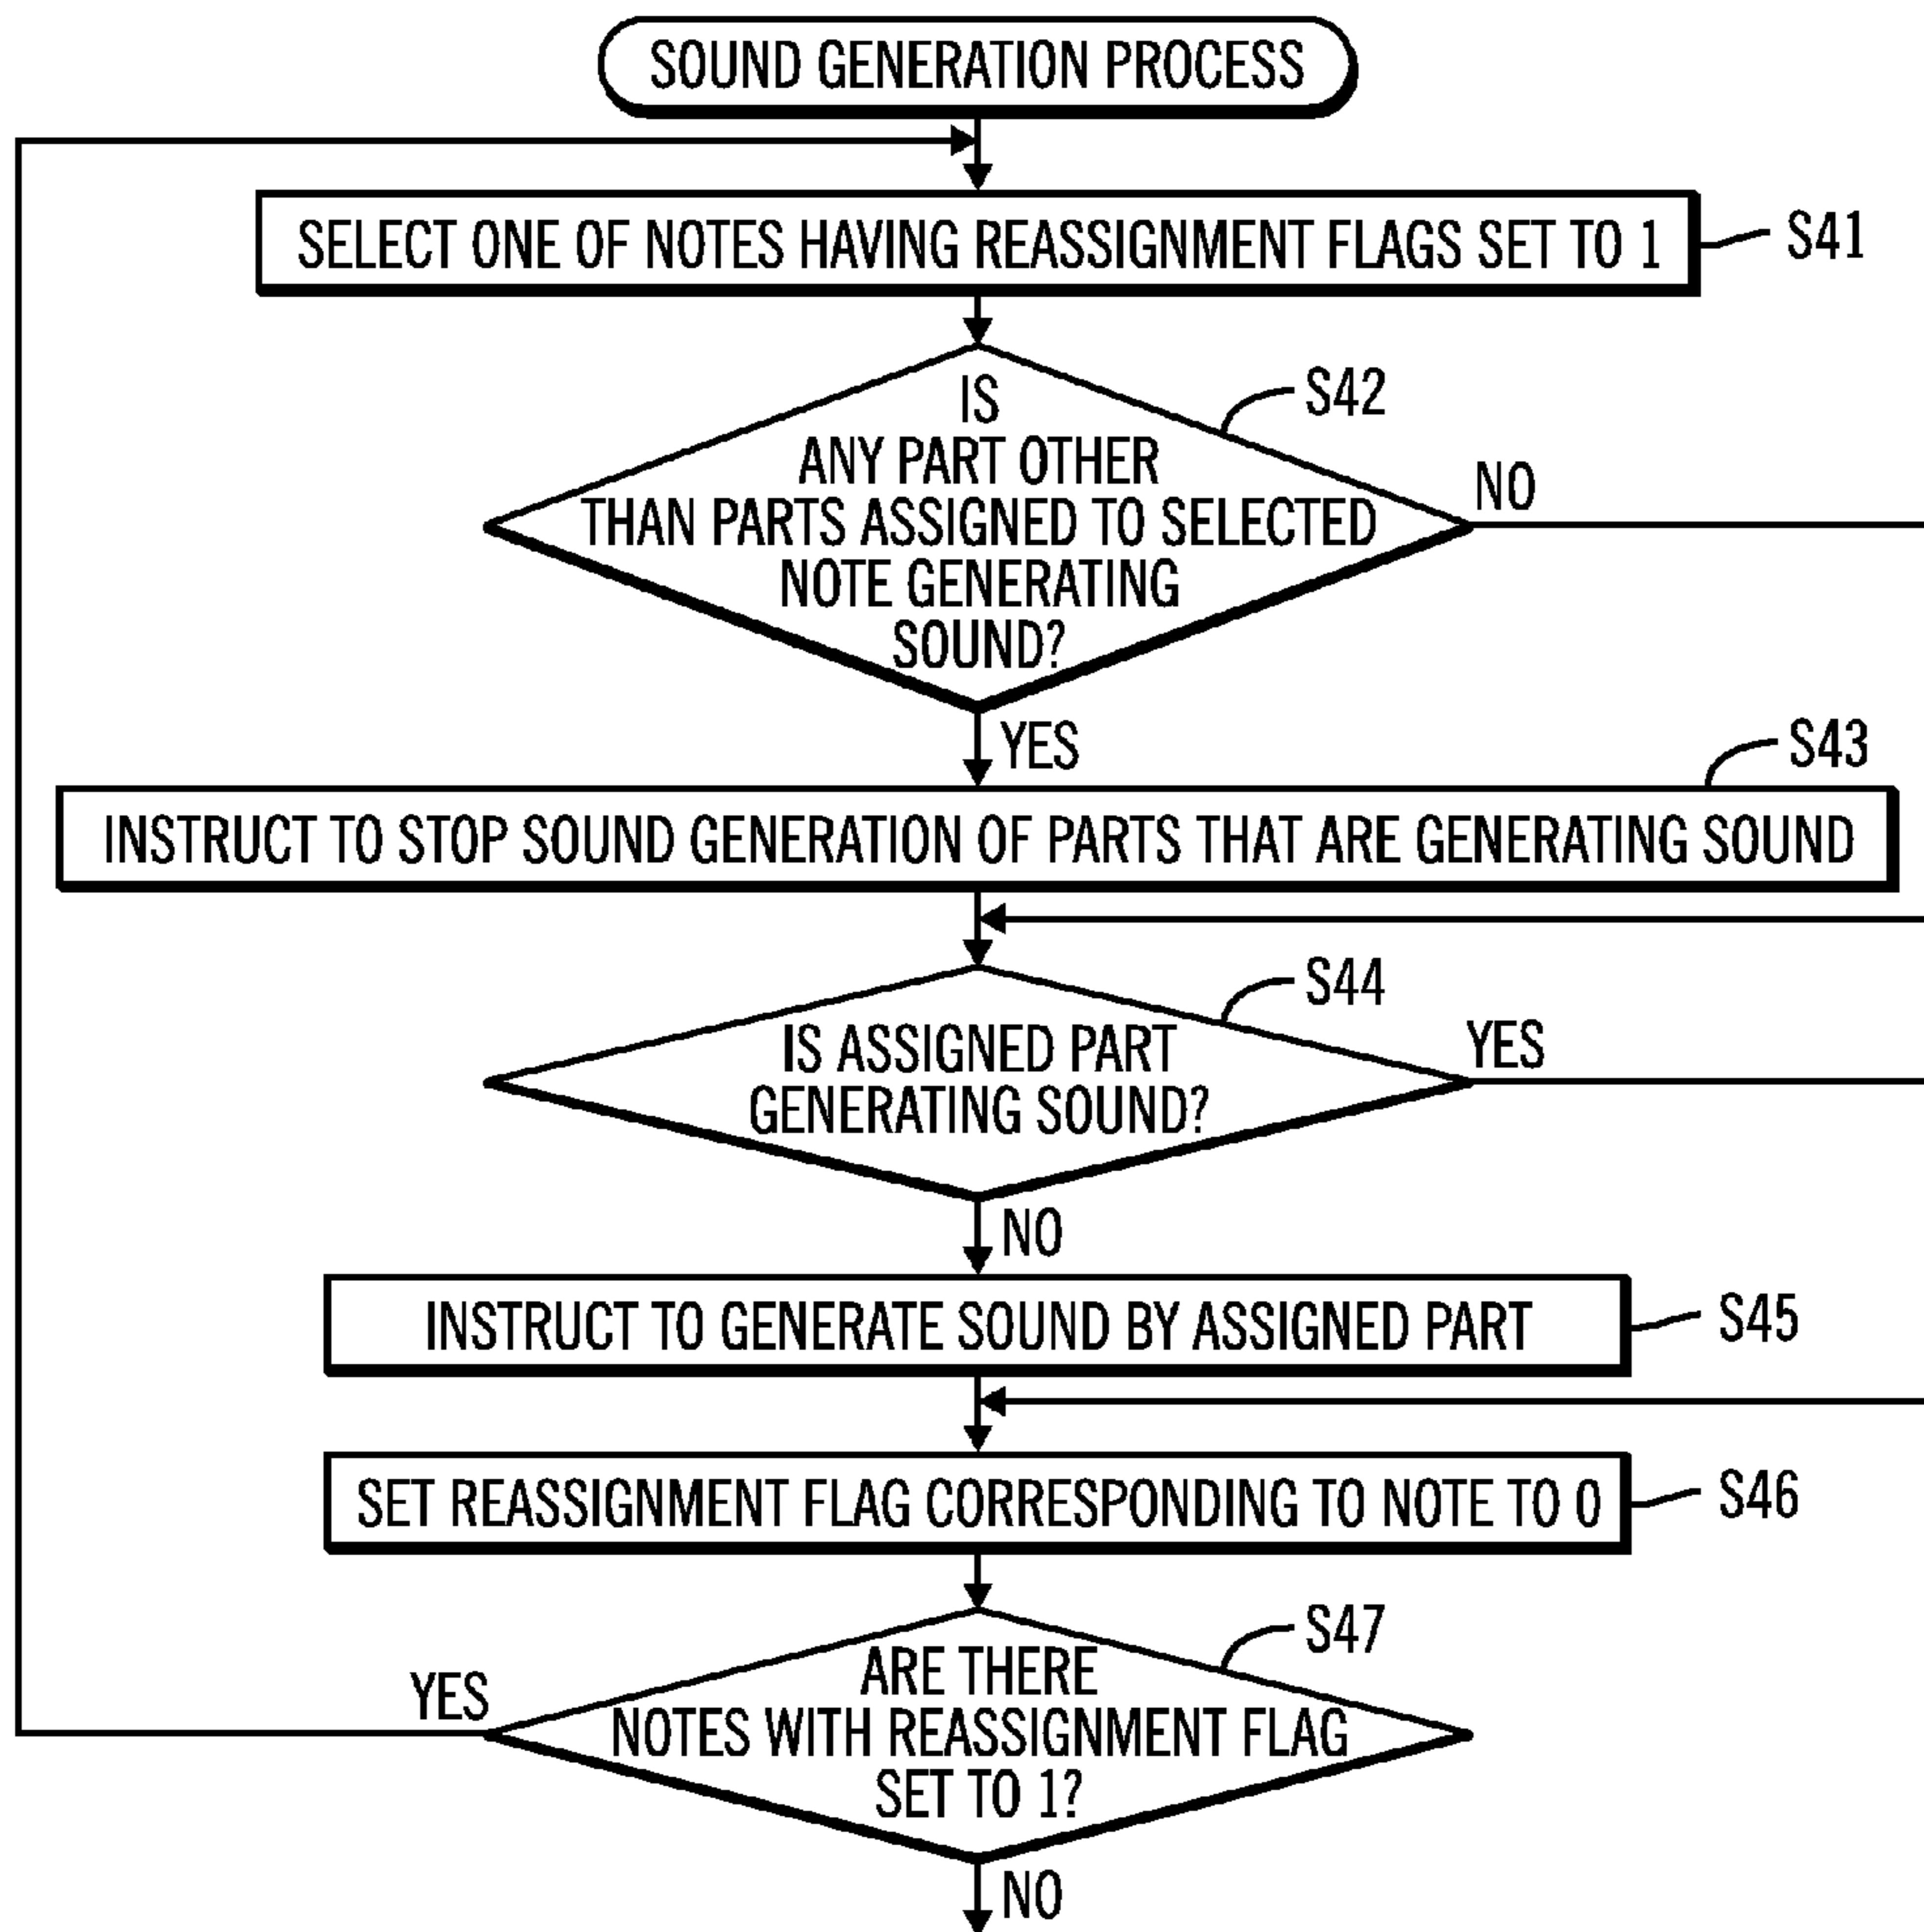 SOUND GENERATION PROCESS
SELECT ONE OF NOTES HAVING REASSIGNMENT FLAGS SET TO 1
S41
IS
ANY PART OTHER
THAN PARTS ASSIGNED TO SELECTED
NOTE GENERATING
SOUND?
S42
NO
YES
S43
INSTRUCT TO STOP SOUND GENERATION OF PARTS THAT ARE GENERATING SOUND
S44
IS ASSIGNED PART
GENERATING SOUND?
YES
NO
INSTRUCT TO GENERATE SOUND BY ASSIGNED PART
S45
SET REASSIGNMENT FLAG CORRESPONDING TO NOTE TO 0
S46
S47
ARE THERE
NOTES WITH REASSIGNMENT FLAG
SET TO 1?
YES
NO